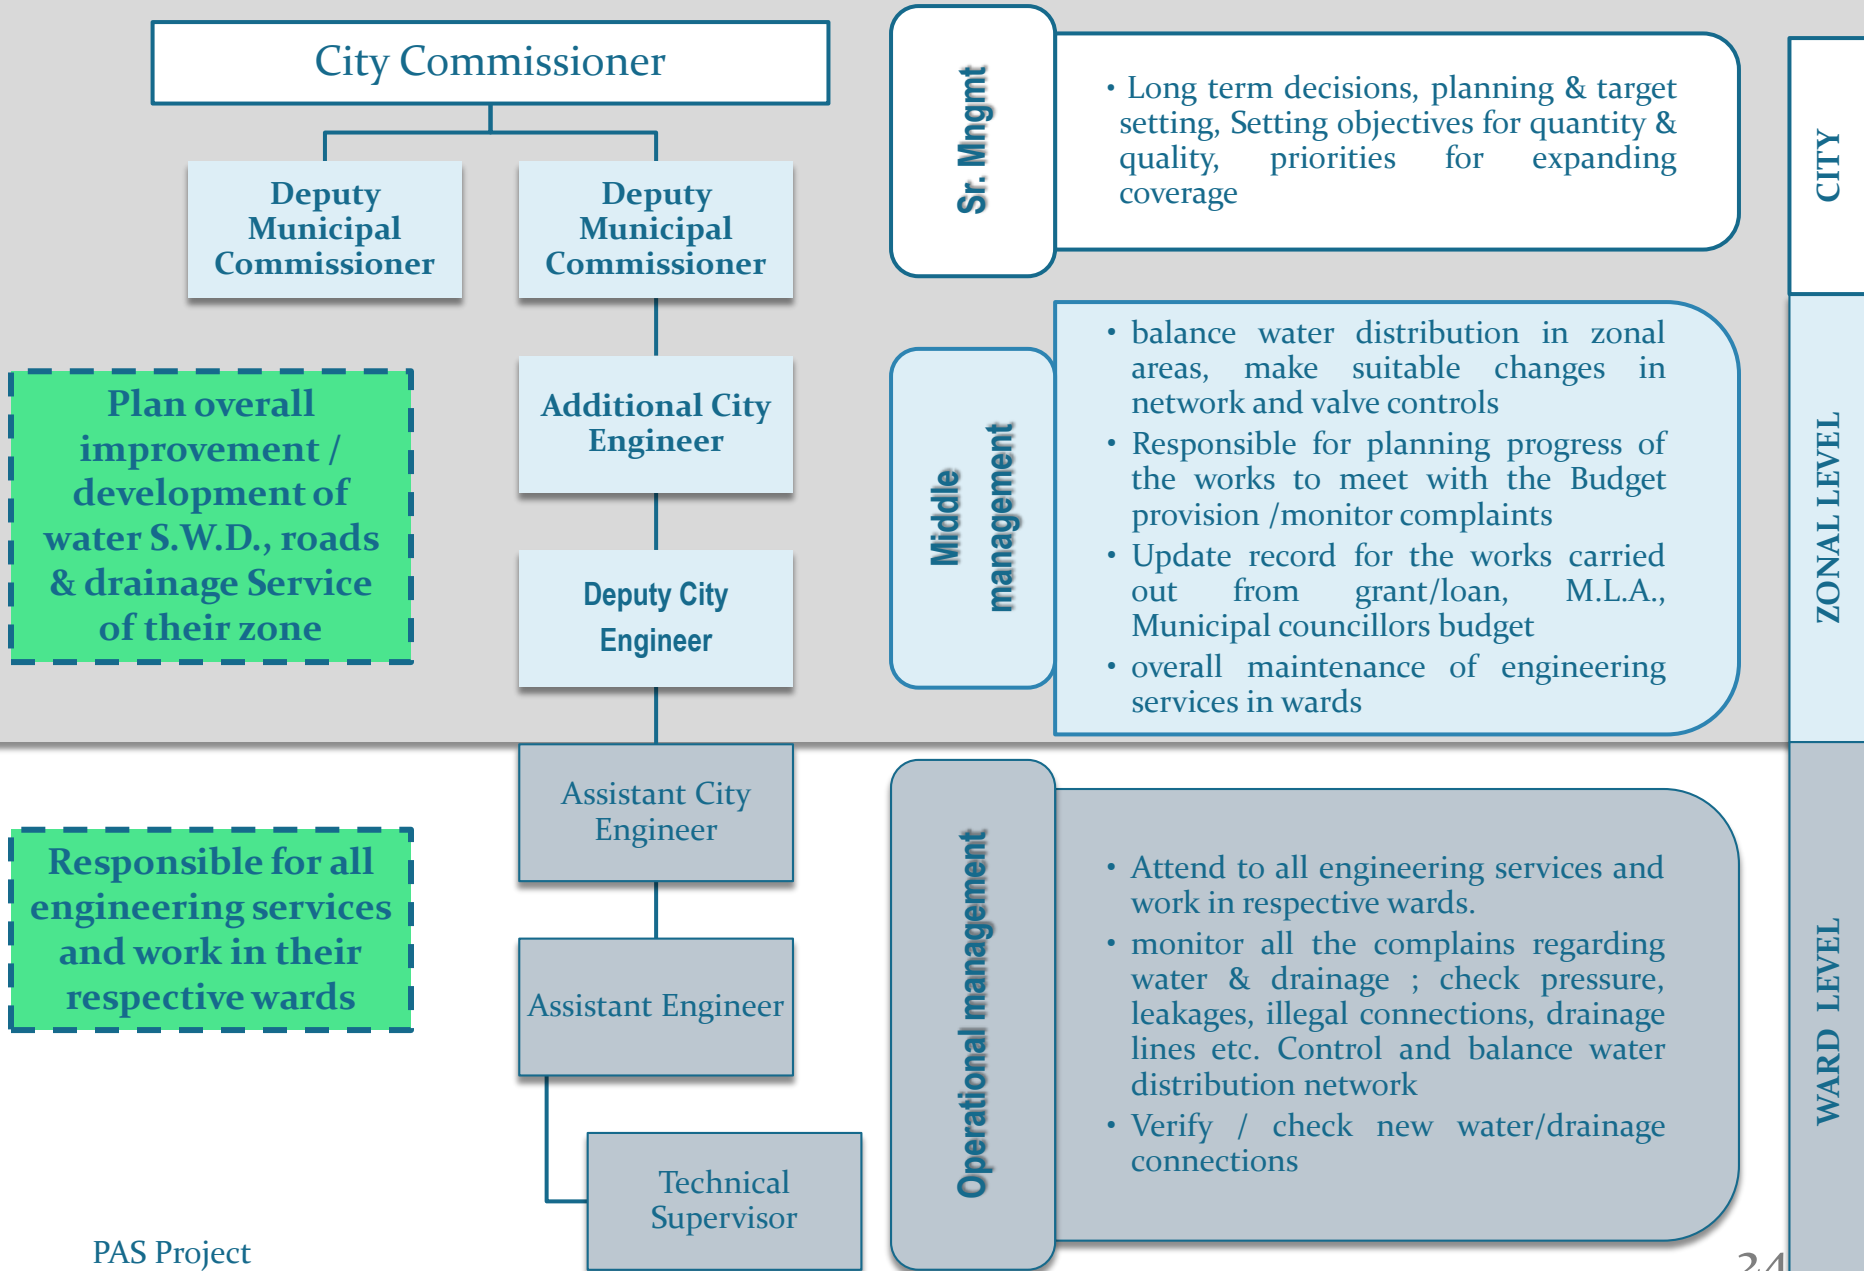 City Commissioner
Deputy
Municipal
Commissioner
Deputy
Municipal
Commissioner
Additional City
Engineer
Deputy City
Engineer
Assistant City
Engineer
Assistant Engineer
Technical
Supervisor
Plan overall
improvement /
development of
water S.W.D., roads
& drainage Service
of their zone
Responsible for all
engineering services
and work in their
respective wards
Sr. Mngmt
• Long term decisions, planning & target
setting, Setting objectives for quantity &
quality, priorities for expanding
coverage
Middle
management
• balance water distribution in zonal
areas, make suitable changes in
network and valve controls
• Responsible for planning progress of
the works to meet with the Budget
provision /monitor complaints
• Update record for the works carried
out from grant/loan, M.L.A.,
Municipal councillors budget
• overall maintenance of engineering
services in wards
Operational management
• Attend to all engineering services and
work in respective wards.
• monitor all the complains regarding
water & drainage ; check pressure,
leakages, illegal connections, drainage
lines etc. Control and balance water
distribution network
• Verify / check new water/drainage
connections
CITY
ZONAL LEVEL
WARD LEVEL
PAS Project
24